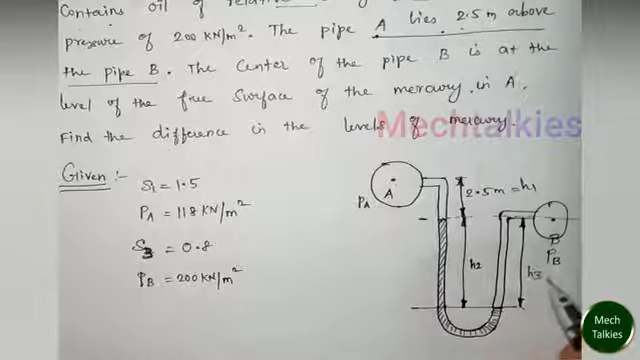 Contains oil of relative
pressure of 200 KN/m². The pipe A lies 2.5m above
the pipe B. The Center of the pipe B is at the
level of the free Surface of the mercury in A.
Find the difference in the levels of mercury.
Mechtalkies
Given :-
S1 = 1.5
PA = 118 KN/m²
S3 = 0.8
PB = 200 KN/m²
A
PA
2.5m = h1
B
PB
h2
h3
Mech
Talkies